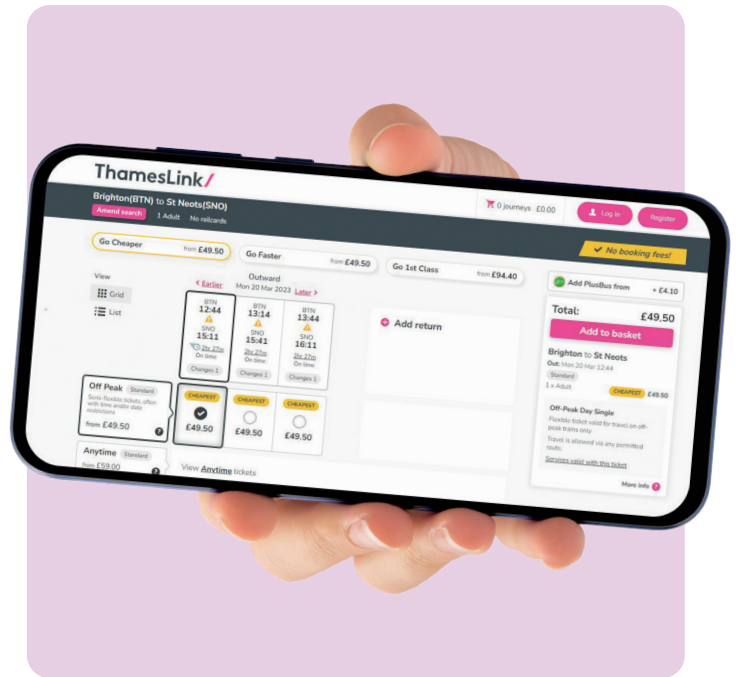 ThamesLink/
0 journeys £0.00
Log in
Register
Brighton(BTN) to St Neots(SNO)
Amend search 1 Adult No railcards
No booking fees!
Go Cheaper from £49.50
Go Faster from £49.50
Go 1st Class from £94.40
Add PlusBus from + £4.10
View
Grid
List
Outward
Earlier Mon 20 Mar 2023 Later
BTN
12:44
SNO
15:11
2hr 27m
On time
Changes 1
BTN
13:14
SNO
15:41
2hr 27m
On time
Changes 1
BTN
13:44
SNO
16:11
2hr 27m
On time
Changes 1
Add return
Off Peak Standard
Semi-flexible tickets, often
with time and/or date
restrictions
from £49.50
CHEAPEST
£49.50
CHEAPEST
£49.50
CHEAPEST
£49.50
Anytime Standard
from £59.00
View Anytime tickets
Total: £49.50
Add to basket
Brighton to St Neots
Out: Mon 20 Mar 12:44
Standard
1 x Adult CHEAPEST £49.50
Off-Peak Day Single
Flexible ticket valid for travel on off-
peak trains only
Travel is allowed via any permitted
route.
Services valid with this ticket
More info ?